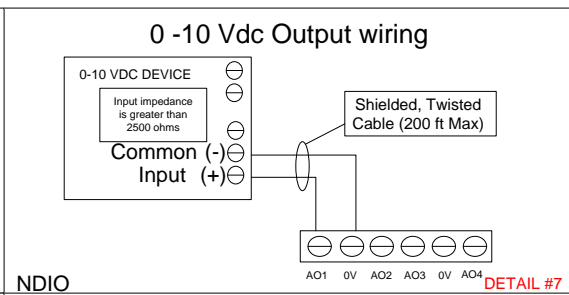 0 -10 Vdc Output wiring
0-10 VDC DEVICE
Input impedance
is greater than
2500 ohms
Shielded, Twisted
Cable (200 ft Max)
Common (-)
Input (+)
AO1 0V AO2 AO3 0V AO4
NDIO
DETAIL #7